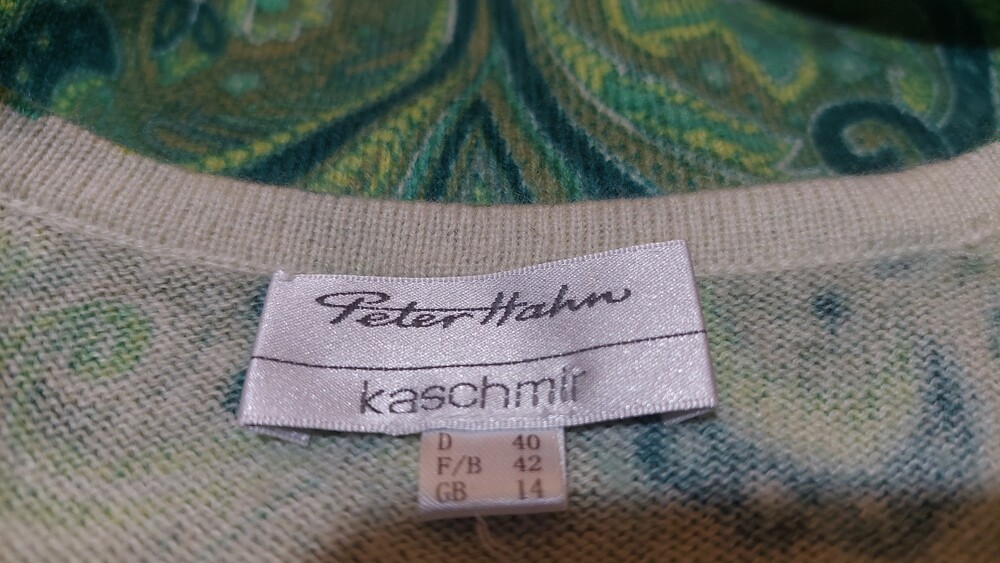 Peter Hahn
kaschmir
D 40
F/B 42
GB 14